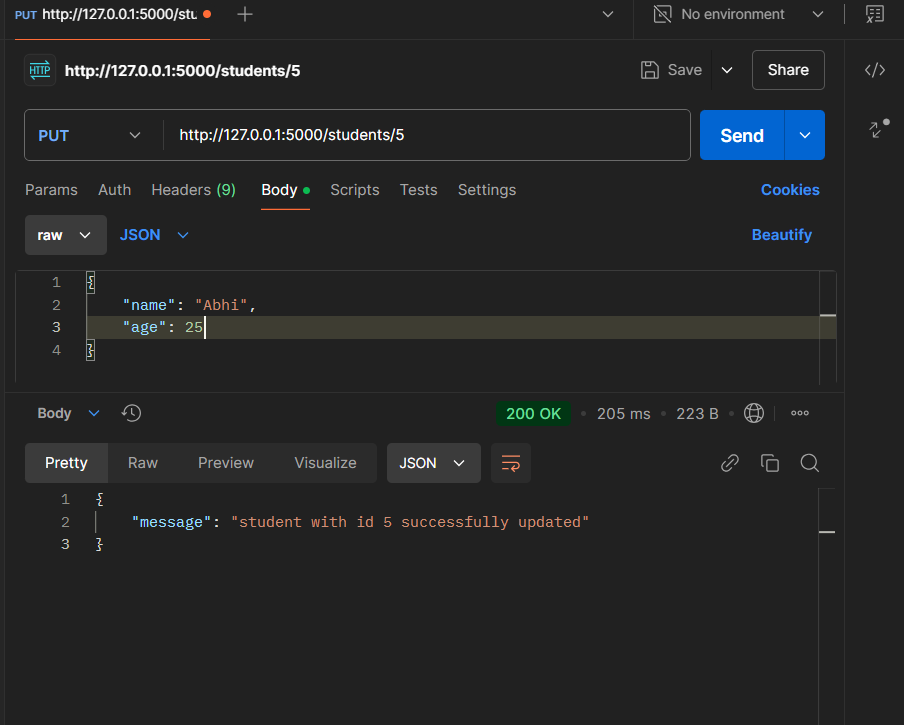 PUT http://127.0.0.1:5000/stu
No environment
HTTP http://127.0.0.1:5000/students/5
Save
Share
PUT http://127.0.0.1:5000/students/5
Send
Params Auth Headers (9) Body Scripts Tests Settings Cookies
raw JSON Beautify
1 {
2 "name": "Abhi",
3 "age": 25
4 }
Body 200 OK 205 ms 223 B
Pretty Raw Preview Visualize JSON
1 {
2 "message": "student with id 5 successfully updated"
3 }